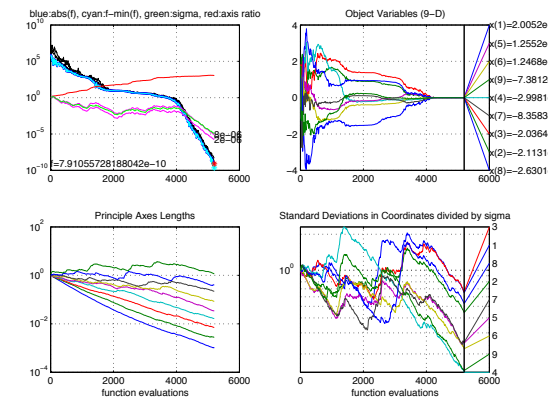 blue:abs(f), cyan:f−min(f), green:sigma, red:axis ratio
10^10
10^5
10^0
10^−5
10^−10
0 2000 4000 6000
f=7.91055728188042e−10
2e−06
Object Variables (9−D)
4
2
0
−2
−4
0 2000 4000 6000
x(1)=−2.0052e
x(5)=1.2552e
x(6)=1.2468e
x(9)=−7.3812
x(4)=−2.9981
x(7)=−8.3583
x(3)=−2.0364
x(2)=−2.1131
x(8)=−2.6301
Principle Axes Lengths
10^2
10^0
10^−2
10^−4
0 2000 4000 6000
function evaluations
Standard Deviations in Coordinates divided by sigma
10^0
0 2000 4000 6000
function evaluations
3
1
8
2
7
5
6
9
4